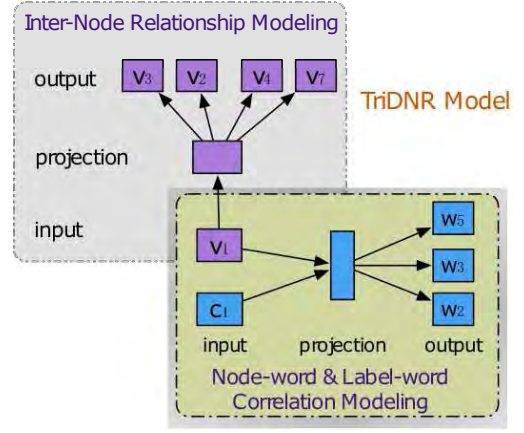 Inter-Node Relationship Modeling
output
v3 v2 v4 v7
TriDNR Model
projection
input
v1
c1
w5
w3
w2
input projection output
Node-word & Label-word
Correlation Modeling